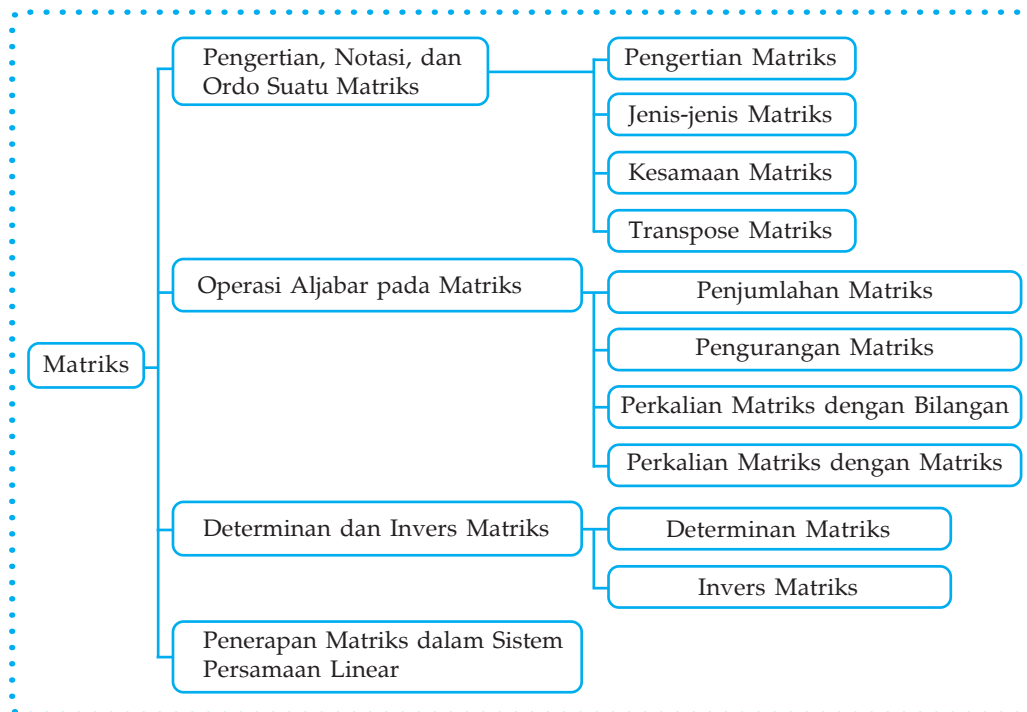 Matriks
Pengertian, Notasi, dan
Ordo Suatu Matriks
Pengertian Matriks
Jenis-jenis Matriks
Kesamaan Matriks
Transpose Matriks
Operasi Aljabar pada Matriks
Penjumlahan Matriks
Pengurangan Matriks
Perkalian Matriks dengan Bilangan
Perkalian Matriks dengan Matriks
Determinan dan Invers Matriks
Determinan Matriks
Invers Matriks
Penerapan Matriks dalam Sistem
Persamaan Linear